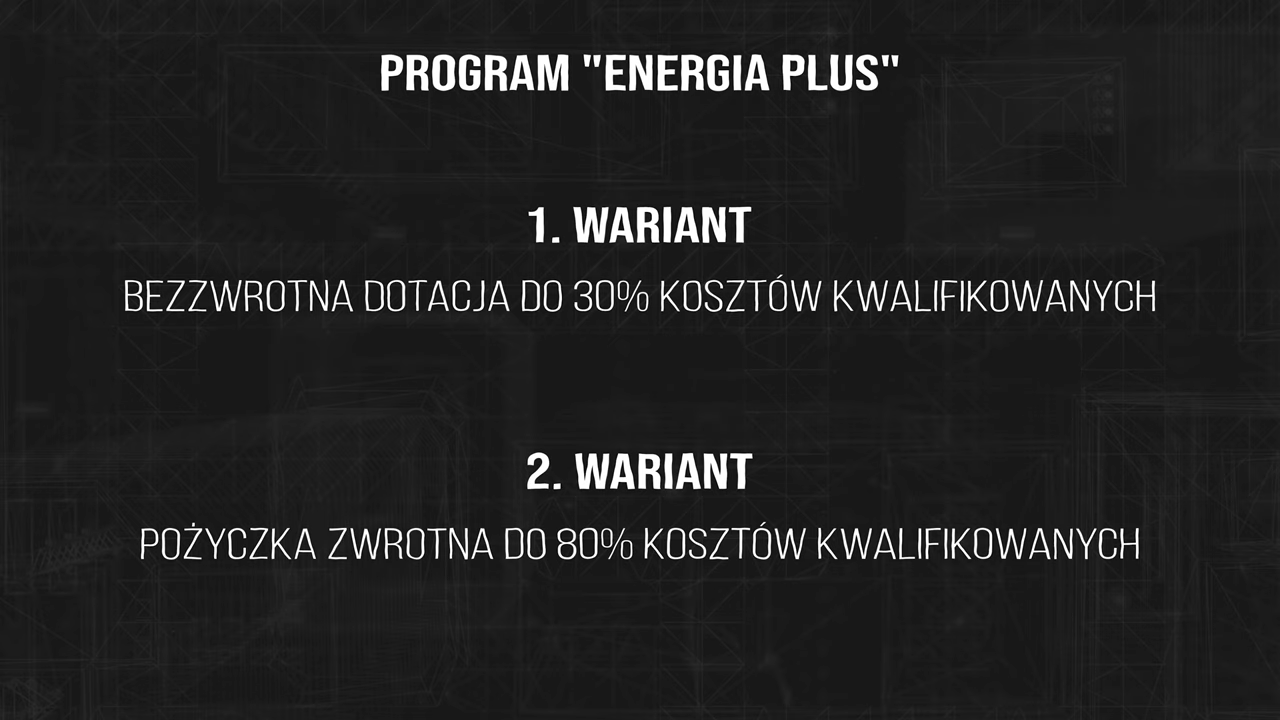 PROGRAM "ENERGIA PLUS"
1. WARIANT
BEZZWROTNA DOTACJA DO 30% KOSZTÓW KWALIFIKOWANYCH
2. WARIANT
POŻYCZKA ZWROTNA DO 80% KOSZTÓW KWALIFIKOWANYCH